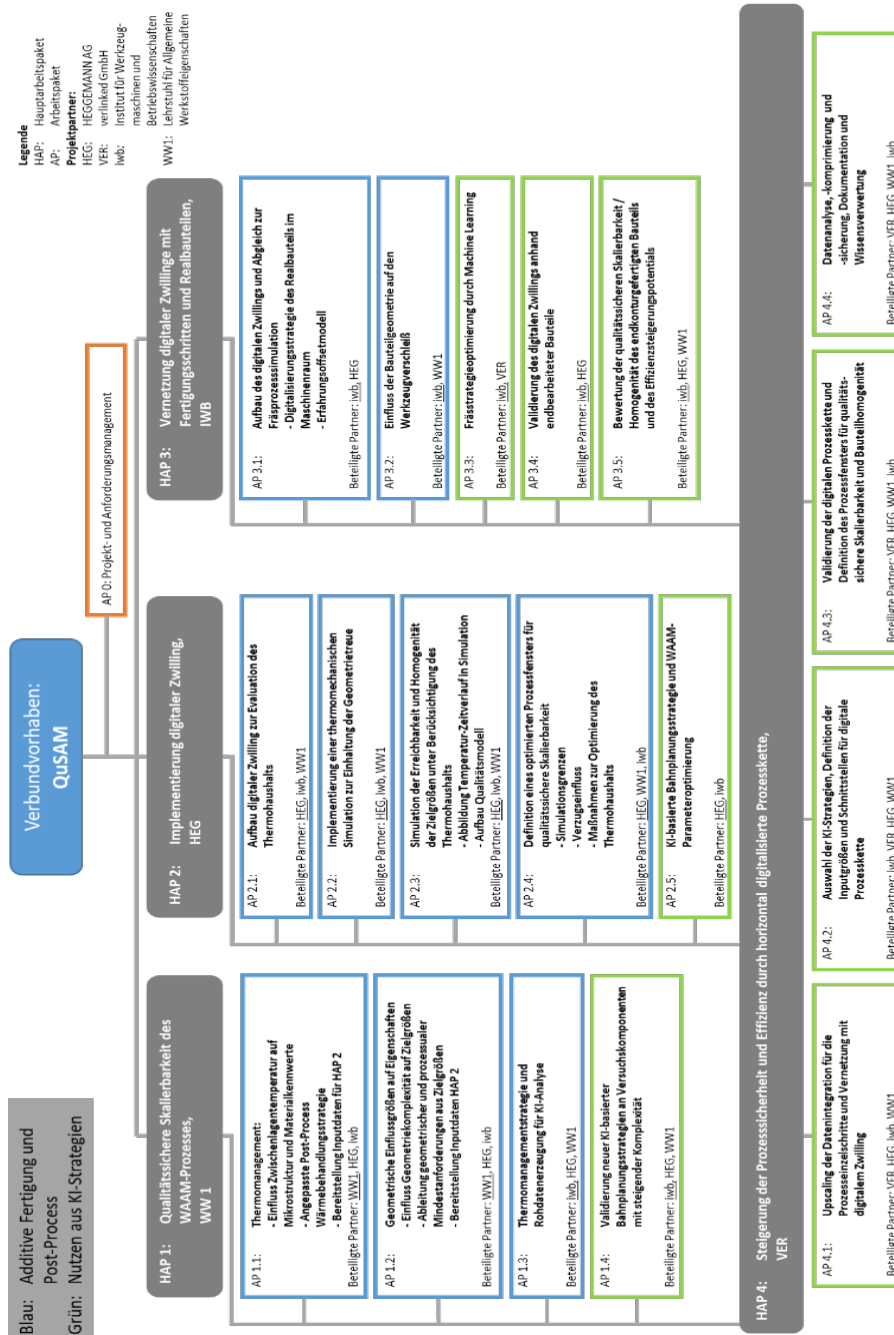 Blau: Additive Fertigung und
Post-Process
Grün: Nutzen aus KI-Strategien
Verbundvorhaben:
QuSAM
AP 0: Projekt- und Anforderungsmanagement
Legende
HAP: Hauptarbeitspaket
AP: Arbeitspaket
Projektpartner:
HEG: HEGGEMANN AG
VER: verlinked GmbH
Iwb: Institut für Werkzeug-
maschinen und
Betriebswissenschaften
WW1: Lehrstuhl für Allgemeine
Werkstoffeigenschaften
HAP 1: Qualitätssichere Skalierbarkeit des
WAAM-Prozesses,
WW 1
AP 1.1: Thermomanagement:
- Einfluss Zwischenlagentemperatur auf
Mikrostruktur und Materialkennwerte
- Angepasste Post-Process
Wärmebehandlungsstrategie
- Bereitstellung Inputdaten für HAP 2
Beteiligte Partner: WW1, HEG, iwb
AP 1.2: Geometrische Einflussgrößen auf Eigenschaften
- Einfluss Geometriekomplexität auf Zielgrößen
- Ableitung geometrischer und prozessualer
Mindestanforderungen aus Zielgrößen
- Bereitstellung Inputdaten HAP 2
Beteiligte Partner: WW1, HEG, iwb
AP 1.3: Thermomanagementstrategie und
Rohdatenerzeugung für KI-Analyse
Beteiligte Partner: iwb, HEG, WW1
AP 1.4: Validierung neuer KI-basierter
Bahnplanungsstrategien an Versuchskomponenten
mit steigender Komplexität
Beteiligte Partner: iwb, HEG, WW1
HAP 2: Implementierung digitaler Zwilling,
HEG
AP 2.1: Aufbau digitaler Zwilling zur Evaluation des
Thermohaushalts
Beteiligte Partner: HEG, iwb, WW1
AP 2.2: Implementierung einer thermomechanischen
Simulation zur Einhaltung der Geometrietreue
Beteiligte Partner: HEG, iwb, WW1
AP 2.3: Simulation der Erreichbarkeit und Homogenität
der Zielgrößen unter Berücksichtigung des
Thermohaushalts
- Abbildung Temperatur-Zeitverlauf in Simulation
- Aufbau Qualitätsmodell
Beteiligte Partner: HEG, iwb, WW1
AP 2.4: Definition eines optimierten Prozessfensters für
qualitätssichere Skalierbarkeit
- Simulationsgrenzen
- Verzugseinfluss
- Maßnahmen zur Optimierung des
Thermohaushalts
Beteiligte Partner: HEG, WW1, iwb
AP 2.5: KI-basierte Bahnplanungsstrategie und WAAM-
Parameteroptimierung
Beteiligte Partner: HEG, iwb
HAP 3: Vernetzung digitaler Zwillinge mit
Fertigungsschritten und Realbauteilen,
IWB
AP 3.1: Aufbau des digitalen Zwillings und Abgleich zur
Fräsprozesssimulation
- Digitalisierungsstrategie des Realbauteils im
Maschinenraum
- Erfahrungsoffsetmodell
Beteiligte Partner: iwb, HEG
AP 3.2: Einfluss der Bauteilgeometrie auf den
Werkzeugverschleiß
Beteiligte Partner: iwb, WW1
AP 3.3: Frässtrategieoptimierung durch Machine Learning
Beteiligte Partner: iwb, VER
AP 3.4: Validierung des digitalen Zwillings anhand
endbearbeiteter Bauteile
Beteiligte Partner: iwb, HEG
AP 3.5: Bewertung der qualitätssicheren Skalierbarkeit /
Homogenität des endkonturgefertigten Bauteils
und des Effizienzsteigerungspotentials
Beteiligte Partner: iwb, HEG, WW1
HAP 4: Steigerung der Prozesssicherheit und Effizienz durch horizontal digitalisierte Prozesskette,
VER
AP 4.1: Upscaling der Datenintegration für die
Prozesseinzelschritte und Vernetzung mit
digitalem Zwilling
Beteiligte Partner: VER, HEG, iwb, WW1
AP 4.2: Auswahl der KI-Strategien, Definition der
Inputgrößen und Schnittstellen für digitale
Prozesskette
Beteiligte Partner: iwb, VER, HEG, WW1
AP 4.3: Validierung der digitalen Prozesskette und
Definition des Prozessfensters für qualitäts-
sichere Skalierbarkeit und Bauteilhomogenität
Beteiligte Partner: VER, HEG, WW1, iwb
AP 4.4: Datenanalyse, -komprimierung und
-sicherung, Dokumentation und
Wissensverwertung
Beteiligte Partner: VER, HEG, WW1, iwb